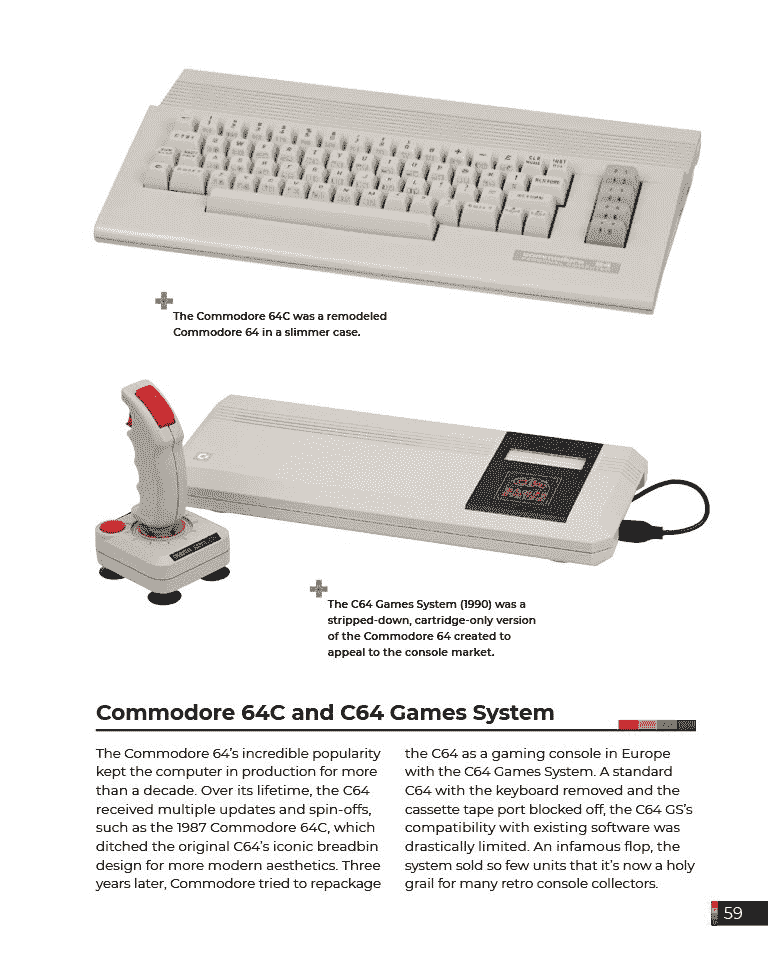 The Commodore 64C was a remodeled
Commodore 64 in a slimmer case.
The C64 Games System (1990) was a
stripped-down, cartridge-only version
of the Commodore 64 created to
appeal to the console market.
Commodore 64C and C64 Games System
The Commodore 64's incredible popularity
kept the computer in production for more
than a decade. Over its lifetime, the C64
received multiple updates and spin-offs,
such as the 1987 Commodore 64C, which
ditched the original C64's iconic breadbin
design for more modern aesthetics. Three
years later, Commodore tried to repackage
the C64 as a gaming console in Europe
with the C64 Games System. A standard
C64 with the keyboard removed and the
cassette tape port blocked off, the C64 GS's
compatibility with existing software was
drastically limited. An infamous flop, the
system sold so few units that it's now a holy
grail for many retro console collectors.
59